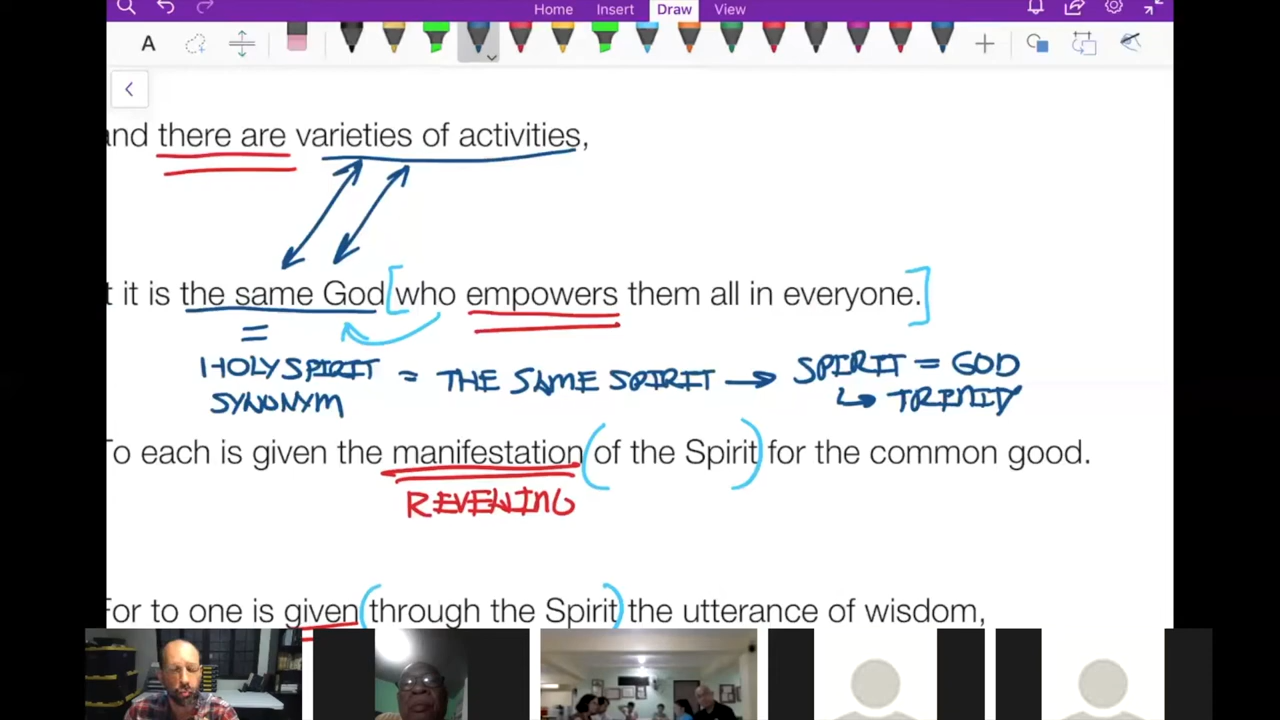 Home Insert Draw View
A
and there are varieties of activities,
t it is the same God [who empowers them all in everyone.]
=
HOLY SPIRIT = THE SAME SPIRIT → SPIRIT = GOD
SYNONYM ↳ TRINITY
To each is given the manifestation (of the Spirit) for the common good.
REVEALING
For to one is given (through the Spirit) the utterance of wisdom,